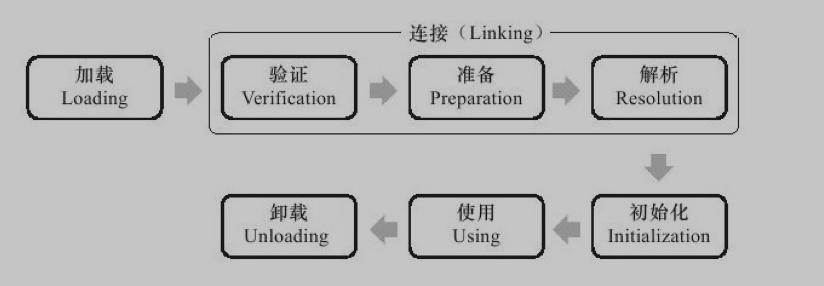 连接（Linking）
加载
Loading
验证
Verification
准备
Preparation
解析
Resolution
初始化
Initialization
使用
Using
卸载
Unloading